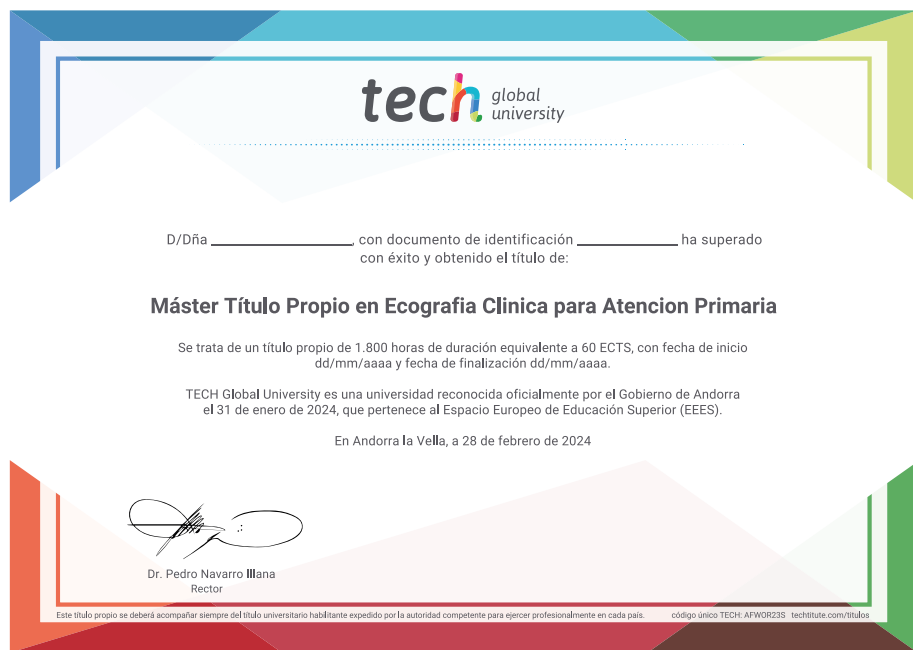 tech global university
D/Dña ______________, con documento de identificación __________ ha superado
con éxito y obtenido el título de:
Máster Título Propio en Ecografia Clinica para Atencion Primaria
Se trata de un título propio de 1.800 horas de duración equivalente a 60 ECTS, con fecha de inicio
dd/mm/aaaa y fecha de finalización dd/mm/aaaa.
TECH Global University es una universidad reconocida oficialmente por el Gobierno de Andorra
el 31 de enero de 2024, que pertenece al Espacio Europeo de Educación Superior (EEES).
En Andorra la Vella, a 28 de febrero de 2024
Dr. Pedro Navarro Illana
Rector
Este título propio se deberá acompañar siempre del título universitario habilitante expedido por la autoridad competente para ejercer profesionalmente en cada país. código único TECH: AFWOR23S techtitute.com/titulos